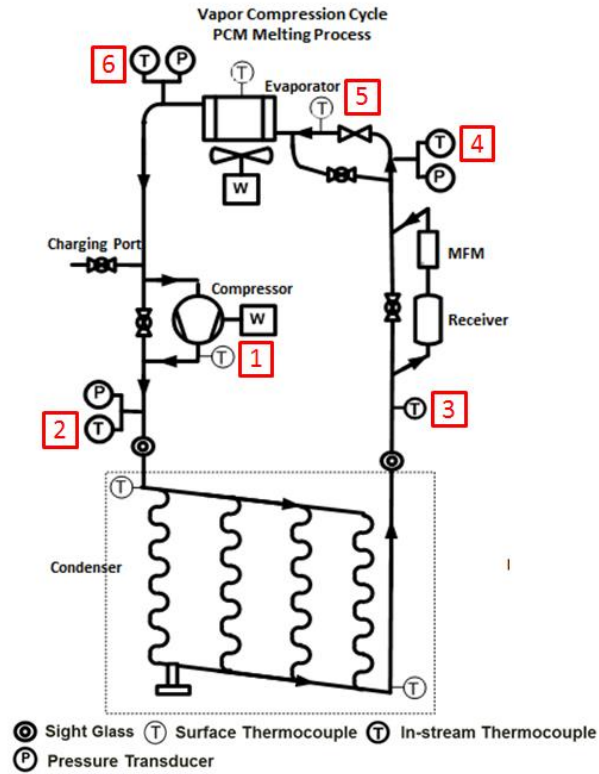 Vapor Compression Cycle
PCM Melting Process
6
T
P
T
Evaporator
5
T
4
T
P
W
Charging Port
MFM
Compressor
W
Receiver
T
1
P
T
2
T
3
T
Condenser
T
Sight Glass
T
Surface Thermocouple
T
In-stream Thermocouple
P
Pressure Transducer